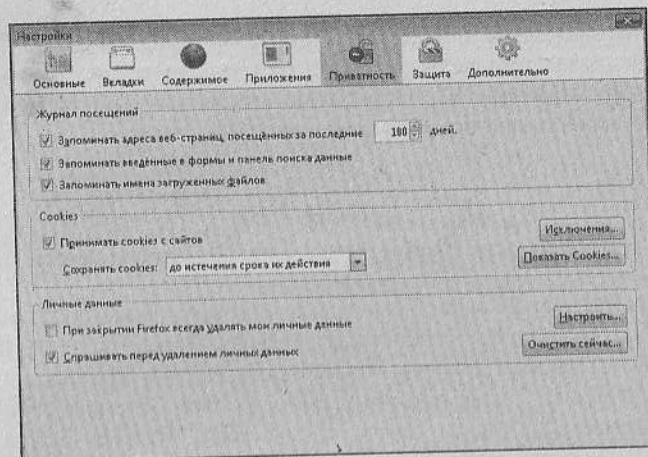 Настройки
Основные Вкладки Содержимое Приложения Приватность Защита Дополнительно
Журнал посещений
Запоминать адреса веб-страниц, посещённых за последние 180 дней.
Запоминать введённые в формы и панель поиска данные
Запоминать имена загруженных файлов
Cookies
Принимать cookies с сайтов Исключения...
Сохранять cookies: до истечения срока их действия Показать Cookies...
Личные данные
При закрытии Firefox всегда удалять мои личные данные Настроить...
Спрашивать перед удалением личных данных Очистить сейчас...